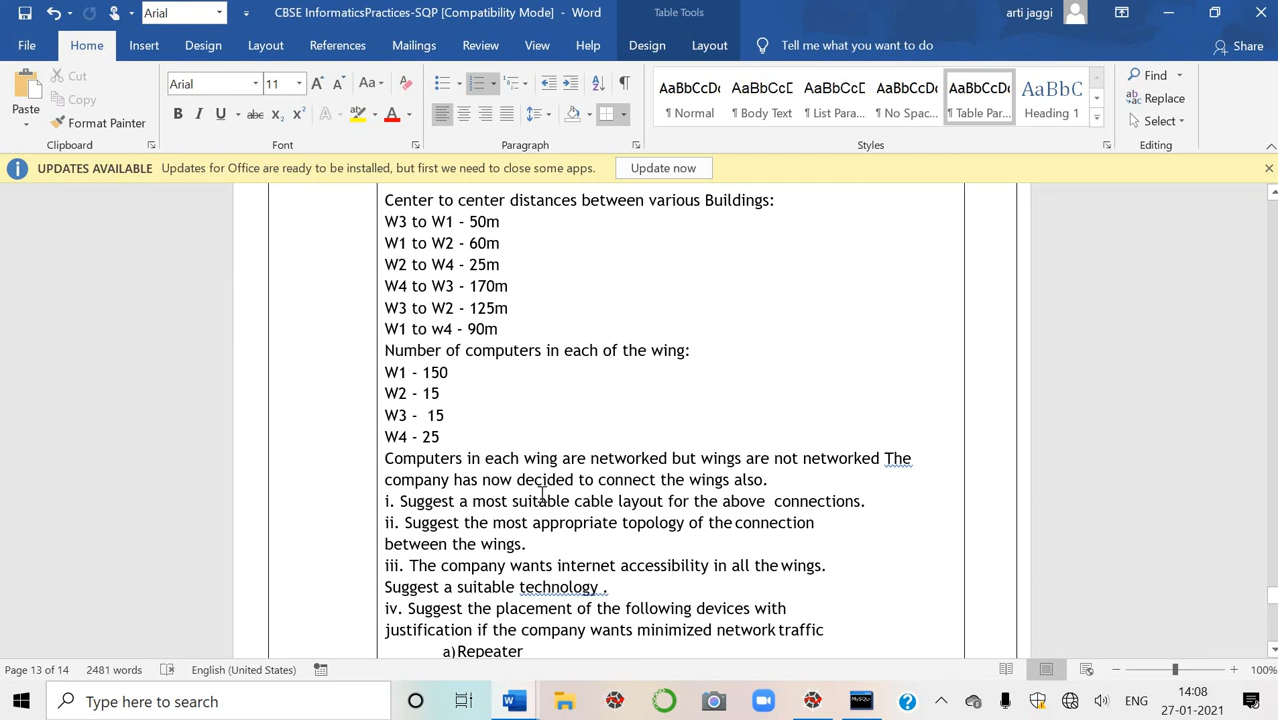 Arial
CBSE InformaticsPractices-SQP [Compatibility Mode] - Word
Table Tools
arti jaggi
File Home Insert Design Layout References Mailings Review View Help Design Layout Tell me what you want to do Share
Paste
Cut
Copy
Format Painter
Clipboard
Arial 11
B I U abc x₂ x² A A
Aa
Font
Paragraph
AaBbCcDc AaBbCcD AaBbCcD AaBbCcDc AaBbCcDc AaBbC
¶ Normal ¶ Body Text ¶ List Para... ¶ No Spac... ¶ Table Par... Heading 1
Styles
Find
Replace
Select
Editing
UPDATES AVAILABLE Updates for Office are ready to be installed, but first we need to close some apps. Update now
Center to center distances between various Buildings:
W3 to W1 - 50m
W1 to W2 - 60m
W2 to W4 - 25m
W4 to W3 - 170m
W3 to W2 - 125m
W1 to w4 - 90m
Number of computers in each of the wing:
W1 - 150
W2 - 15
W3 - 15
W4 - 25
Computers in each wing are networked but wings are not networked The
company has now decided to connect the wings also.
i. Suggest a most suitable cable layout for the above connections.
ii. Suggest the most appropriate topology of the connection
between the wings.
iii. The company wants internet accessibility in all the wings.
Suggest a suitable technology .
iv. Suggest the placement of the following devices with
justification if the company wants minimized network traffic
a)Repeater
Page 13 of 14 2481 words English (United States) 100%
Type here to search
ENG
14:08
27-01-2021